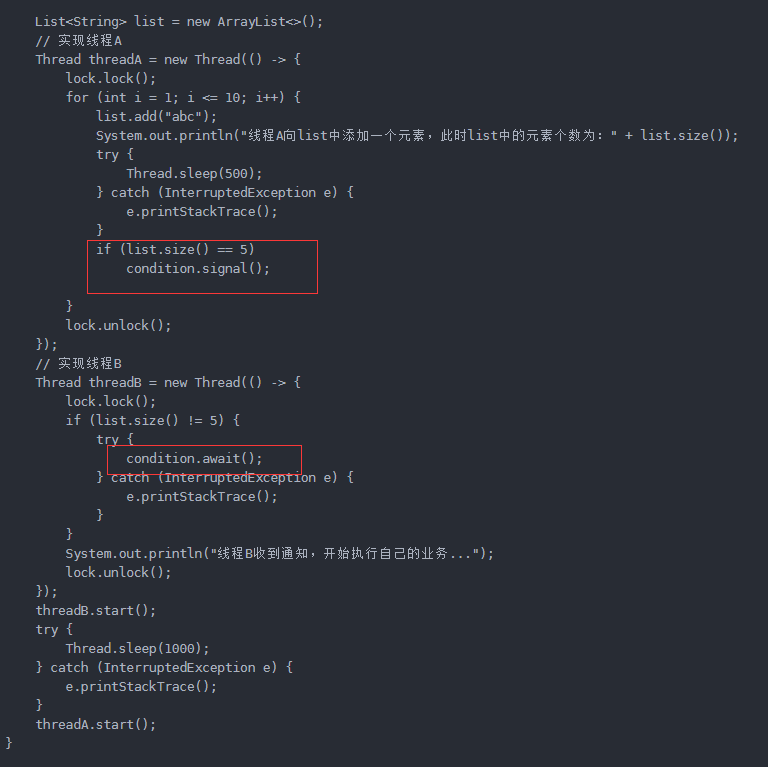 List<String> list = new ArrayList<>();
// 实现线程A
Thread threadA = new Thread(() -> {
lock.lock();
for (int i = 1; i <= 10; i++) {
list.add("abc");
System.out.println("线程A向list中添加一个元素，此时list中的元素个数为：" + list.size());
try {
Thread.sleep(500);
} catch (InterruptedException e) {
e.printStackTrace();
}
if (list.size() == 5)
condition.signal();
}
lock.unlock();
});
// 实现线程B
Thread threadB = new Thread(() -> {
lock.lock();
if (list.size() != 5) {
try {
condition.await();
} catch (InterruptedException e) {
e.printStackTrace();
}
}
System.out.println("线程B收到通知，开始执行自己的业务...");
lock.unlock();
});
threadB.start();
try {
Thread.sleep(1000);
} catch (InterruptedException e) {
e.printStackTrace();
}
threadA.start();
}